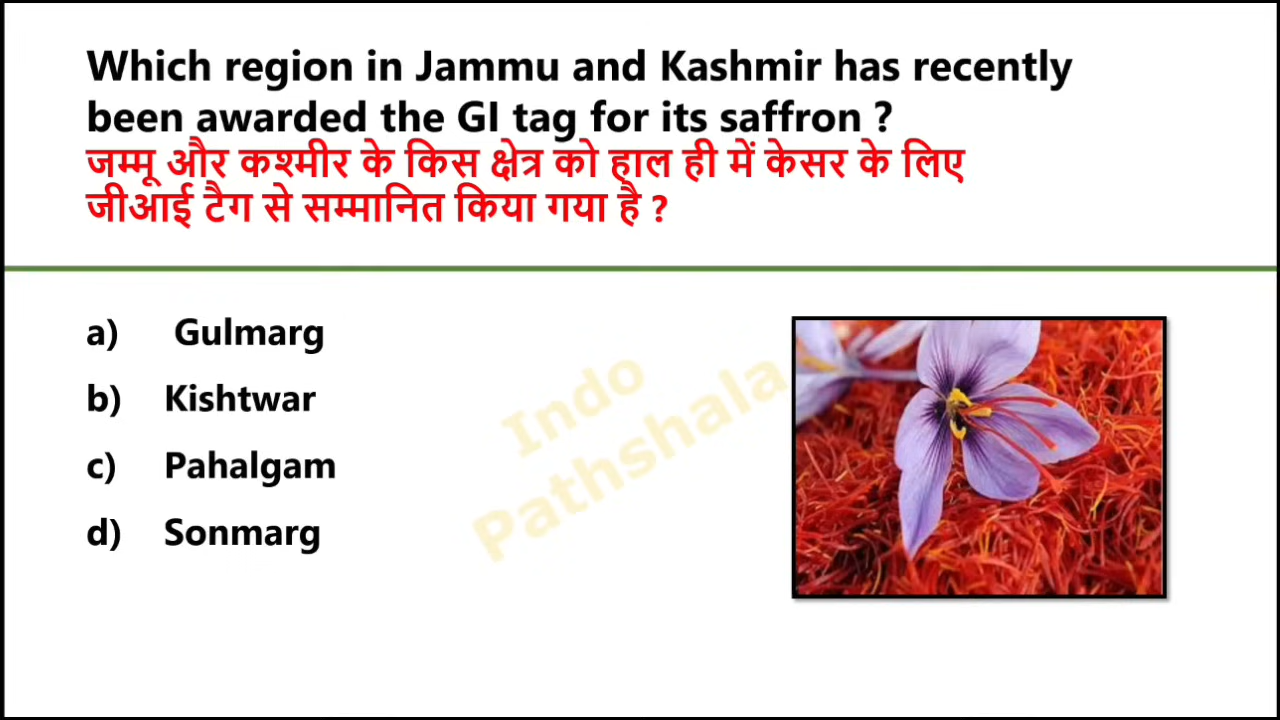 Which region in Jammu and Kashmir has recently
been awarded the GI tag for its saffron ?
जम्मू और कश्मीर के किस क्षेत्र को हाल ही में केसर के लिए
जीआई टैग से सम्मानित किया गया है ?
a) Gulmarg
b) Kishtwar
c) Pahalgam
d) Sonmarg
Indo
Pathshala